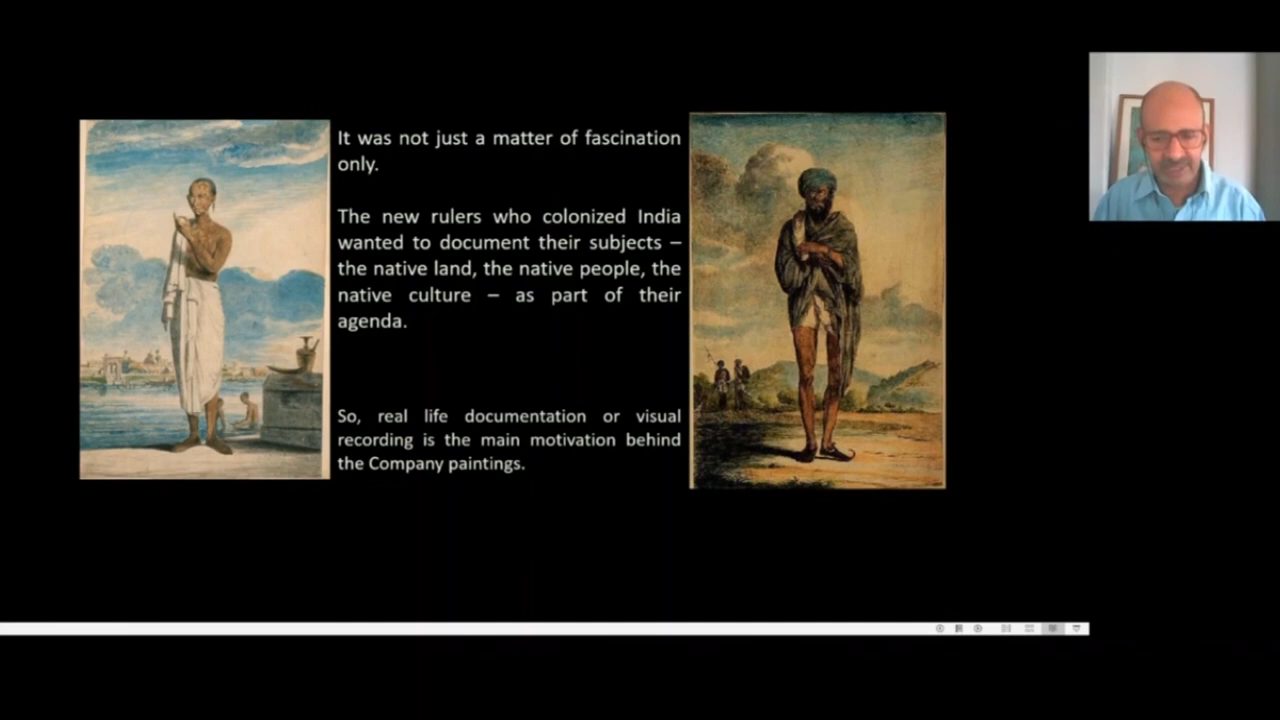 It was not just a matter of fascination
only.
The new rulers who colonized India
wanted to document their subjects –
the native land, the native people, the
native culture – as part of their
agenda.
So, real life documentation or visual
recording is the main motivation behind
the Company paintings.